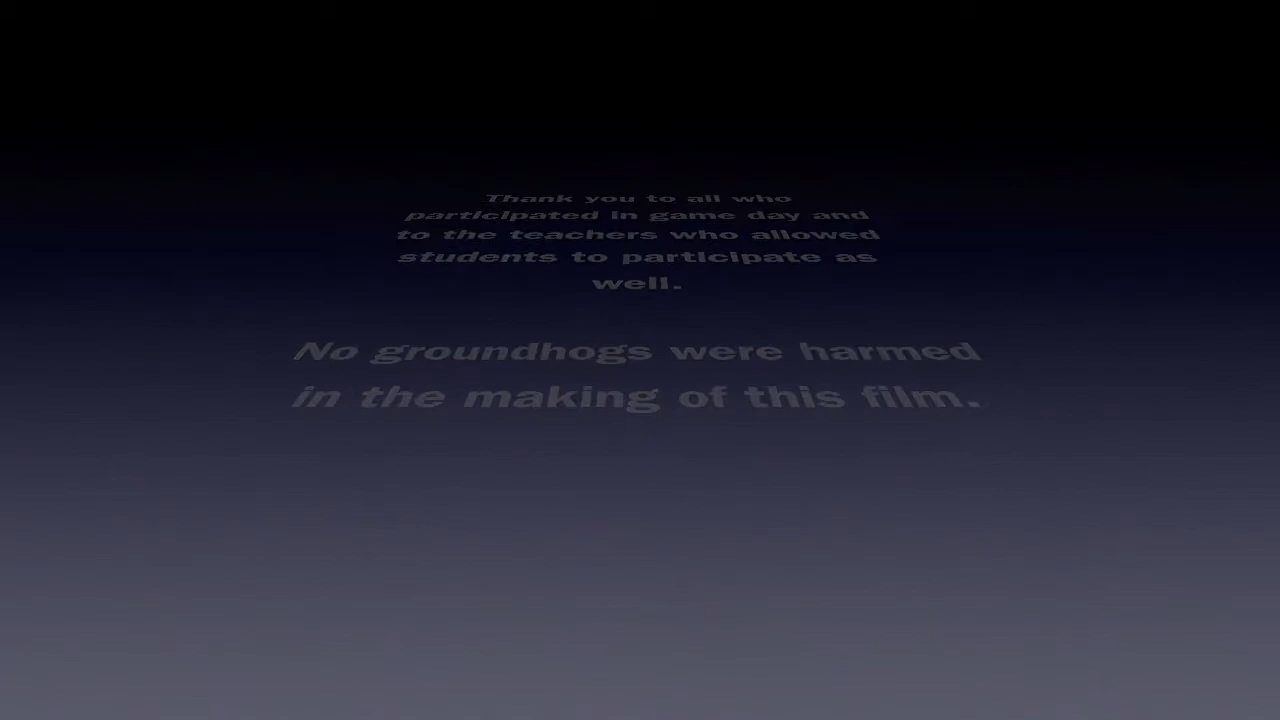 Thank you to all who
participated in game day and
to the teachers who allowed
students to participate as
well.
No groundhogs were harmed
in the making of this film.